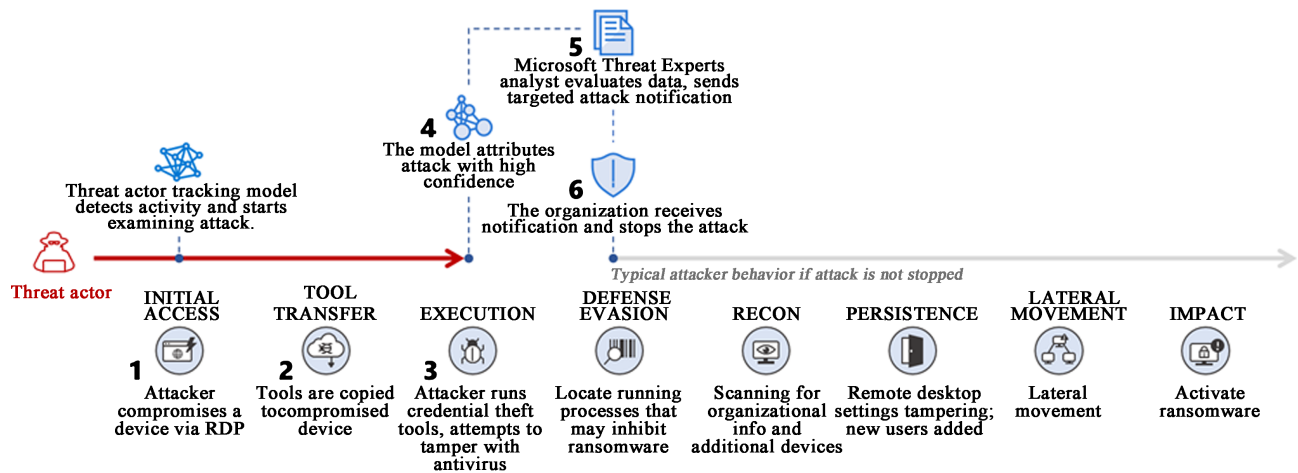 5
Microsoft Threat Experts
analyst evaluates data, sends
targeted attack notification
4
The model attributes
attack with high
confidence
Threat actor tracking model
detects activity and starts
examining attack.
6
The organization receives
notification and stops the attack
Threat actor
Typical attacker behavior if attack is not stopped
INITIAL
ACCESS
1
Attacker
compromises a
device via RDP
TOOL
TRANSFER
2
Tools are copied
tocompromised
device
EXECUTION
3
Attacker runs
credential theft
tools, attempts to
tamper with
antivirus
DEFENSE
EVASION
Locate running
processes that
may inhibit
ransomware
RECON
Scanning for
organizational
info and
additional devices
PERSISTENCE
Remote desktop
settings tampering;
new users added
LATERAL
MOVEMENT
Lateral
movement
IMPACT
Activate
ransomware